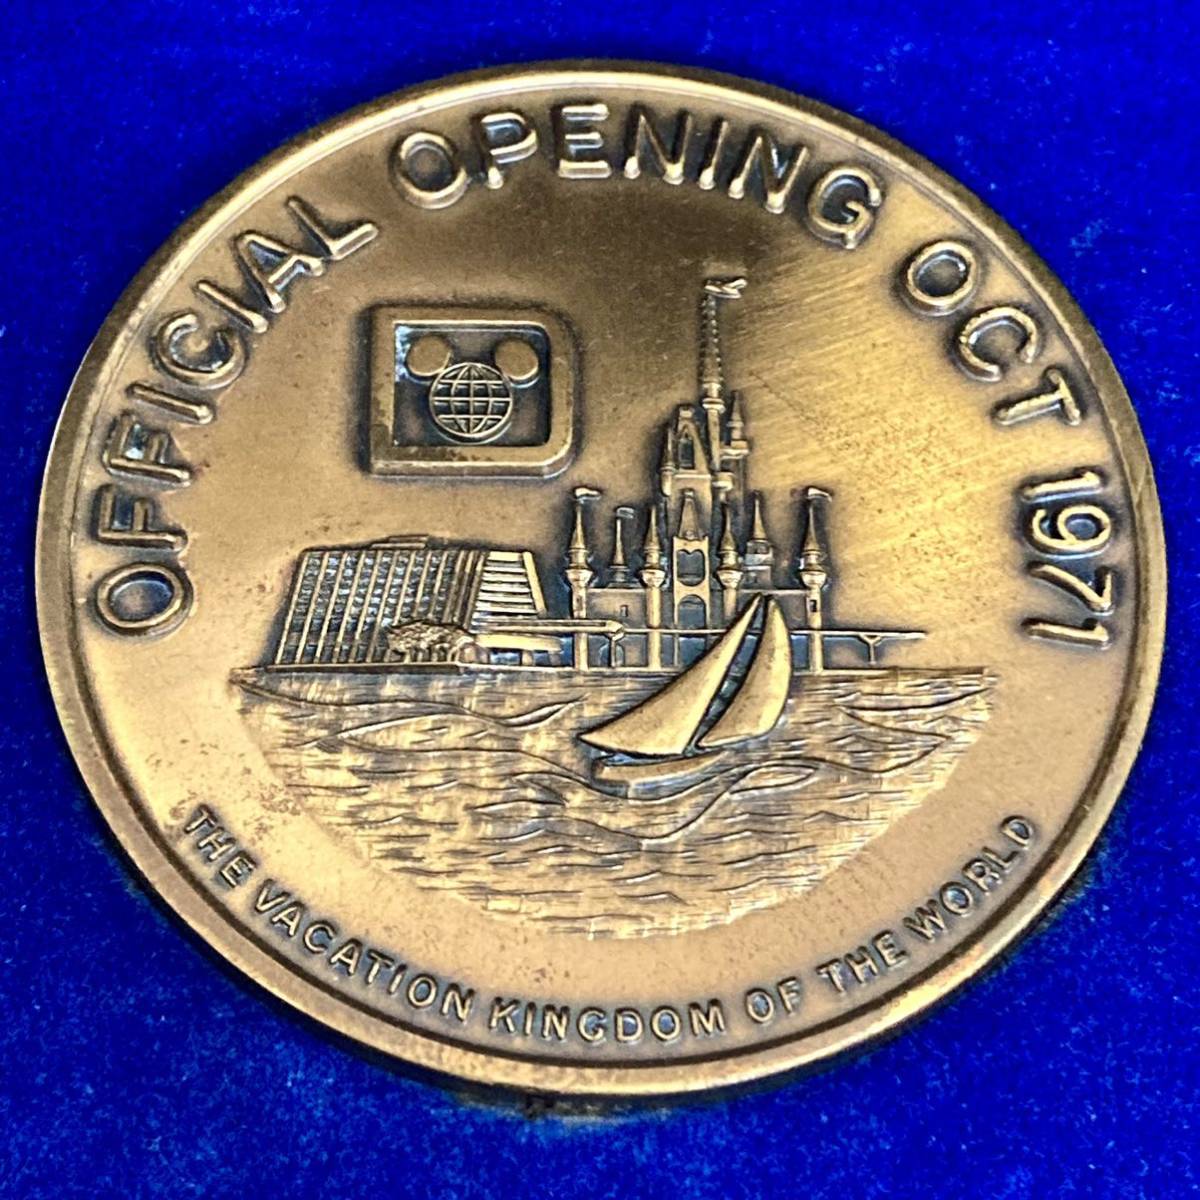 OFFICIAL OPENING OCT 1971
THE VACATION KINGDOM OF THE WORLD